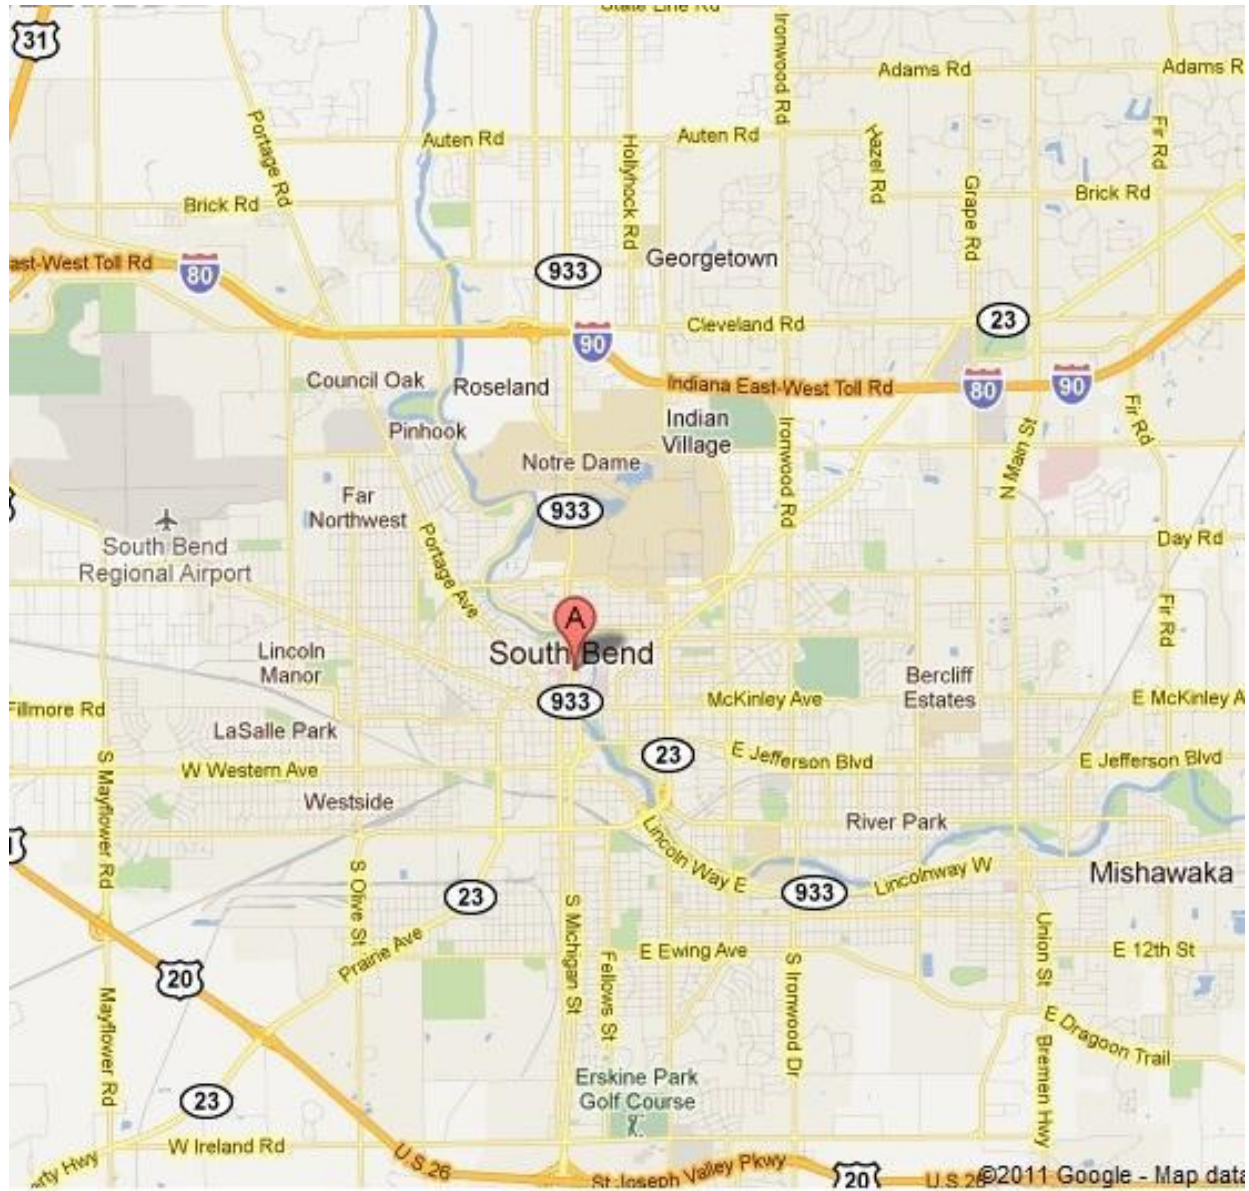 State Line Rd
31
Ironwood Rd
Adams Rd
Adams R
Portage Rd
Auten Rd
Hollyhock Rd
Auten Rd
Hazel Rd
Fir Rd
Brick Rd
Grape Rd
Brick Rd
ast-West Toll Rd
80
933
Georgetown
Cleveland Rd
23
90
Council Oak
Roseland
Indiana East-West Toll Rd
80
90
Pinhook
Indian
Village
Ironwood Rd
N Main St
Fir Rd
Notre Dame
Far
Northwest
933
South Bend
Regional Airport
Portage Ave
Day Rd
A
Fir Rd
South Bend
Lincoln
Manor
Bercliff
Estates
933
McKinley Ave
E McKinley A
Fillmore Rd
LaSalle Park
23
E Jefferson Blvd
E Jefferson Blvd
S Mayflower Rd
W Western Ave
Westside
River Park
Lincoln Way E
Lincolnway W
Mishawaka
S Olive St
23
933
S Michigan St
Fellows St
E Ewing Ave
Union St
E 12th St
Prairie Ave
20
S Ironwood Dr
Mayflower Rd
E Dragoon Trail
Bremen Hwy
23
Erskine Park
Golf Course
W Ireland Rd
erty Hwy
U.S.26
St Joseph Valley Pkwy
20
U.S.26
©2011 Google - Map data